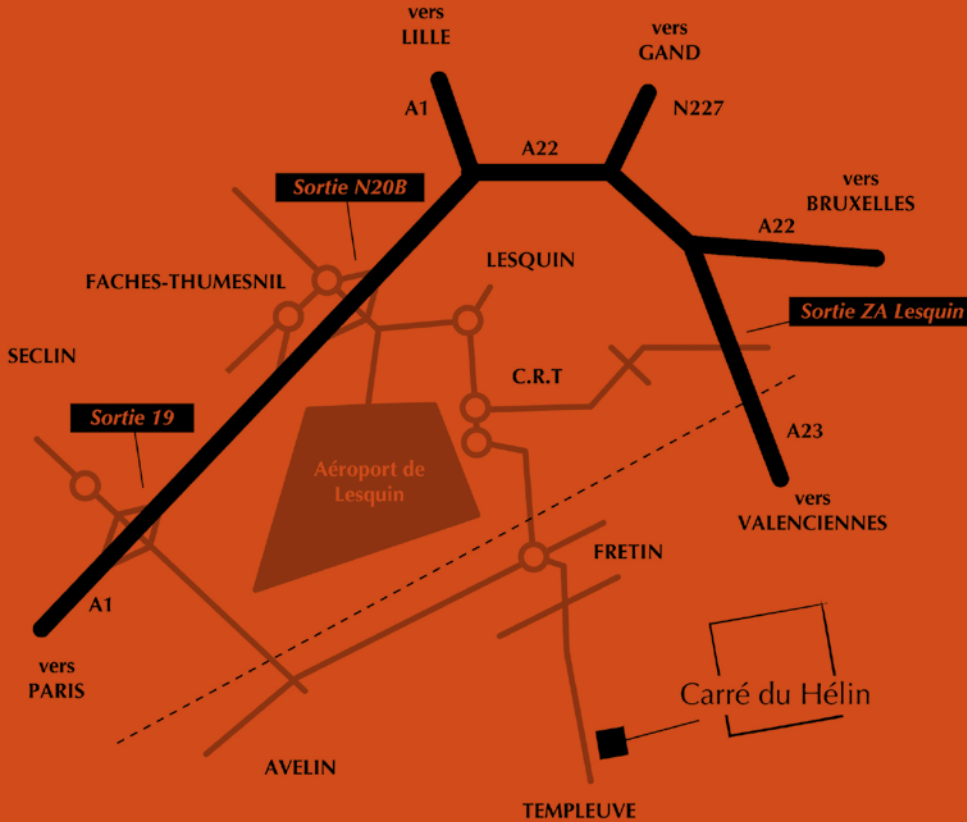 vers
LILLE
vers
GAND
A1
N227
A22
Sortie N20B
vers
BRUXELLES
A22
LESQUIN
FACHES-THUMESNIL
Sortie ZA Lesquin
SECLIN
C.R.T
Sortie 19
A23
Aéroport de
Lesquin
vers
VALENCIENNES
FRETIN
A1
vers
PARIS
Carré du Hélin
AVELIN
TEMPLEUVE